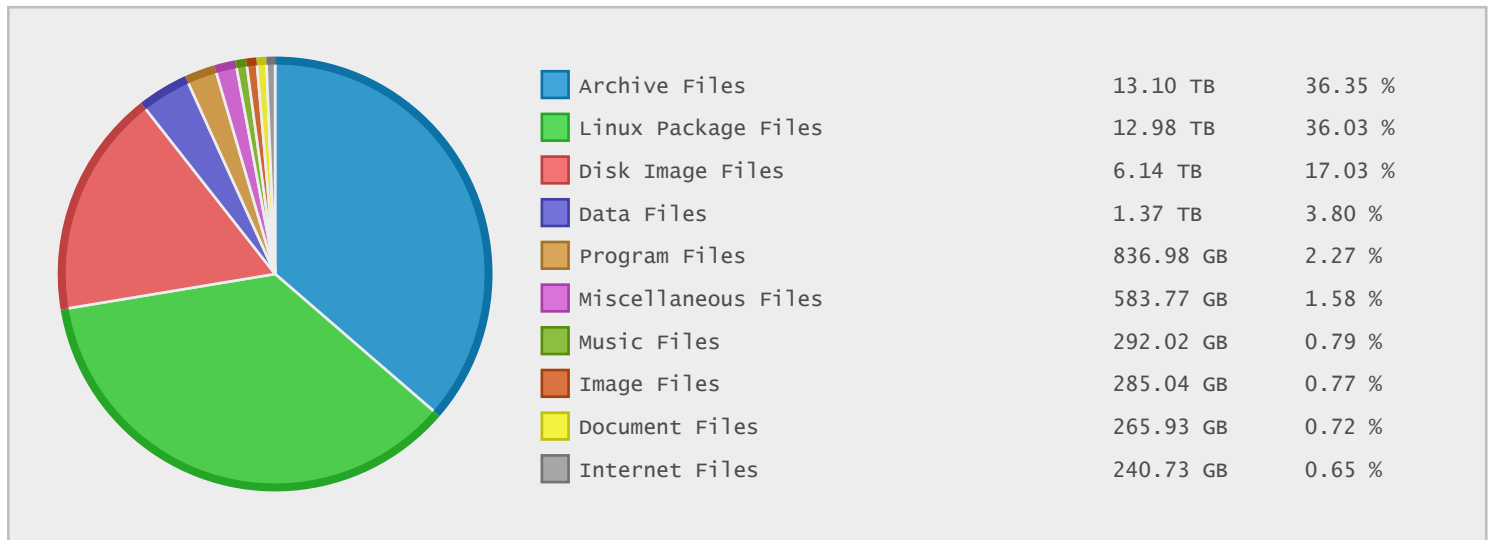 Archive Files 13.10 TB 36.35 %
Linux Package Files 12.98 TB 36.03 %
Disk Image Files 6.14 TB 17.03 %
Data Files 1.37 TB 3.80 %
Program Files 836.98 GB 2.27 %
Miscellaneous Files 583.77 GB 1.58 %
Music Files 292.02 GB 0.79 %
Image Files 285.04 GB 0.77 %
Document Files 265.93 GB 0.72 %
Internet Files 240.73 GB 0.65 %